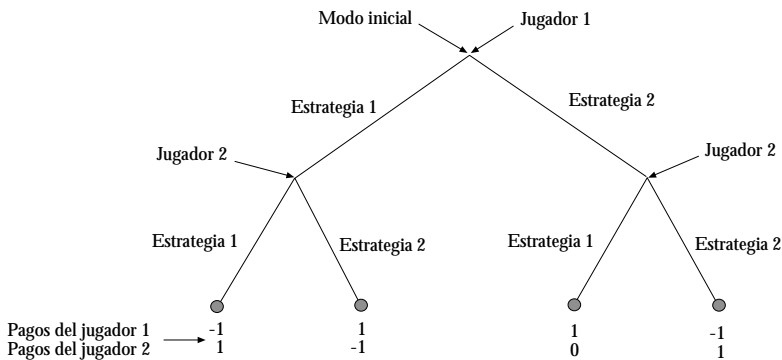 Modo inicial
Jugador 1
Estrategia 1
Estrategia 2
Jugador 2
Jugador 2
Estrategia 1
Estrategia 2
Estrategia 1
Estrategia 2
Pagos del jugador 1 -1 1 1 -1
Pagos del jugador 2 1 -1 0 1